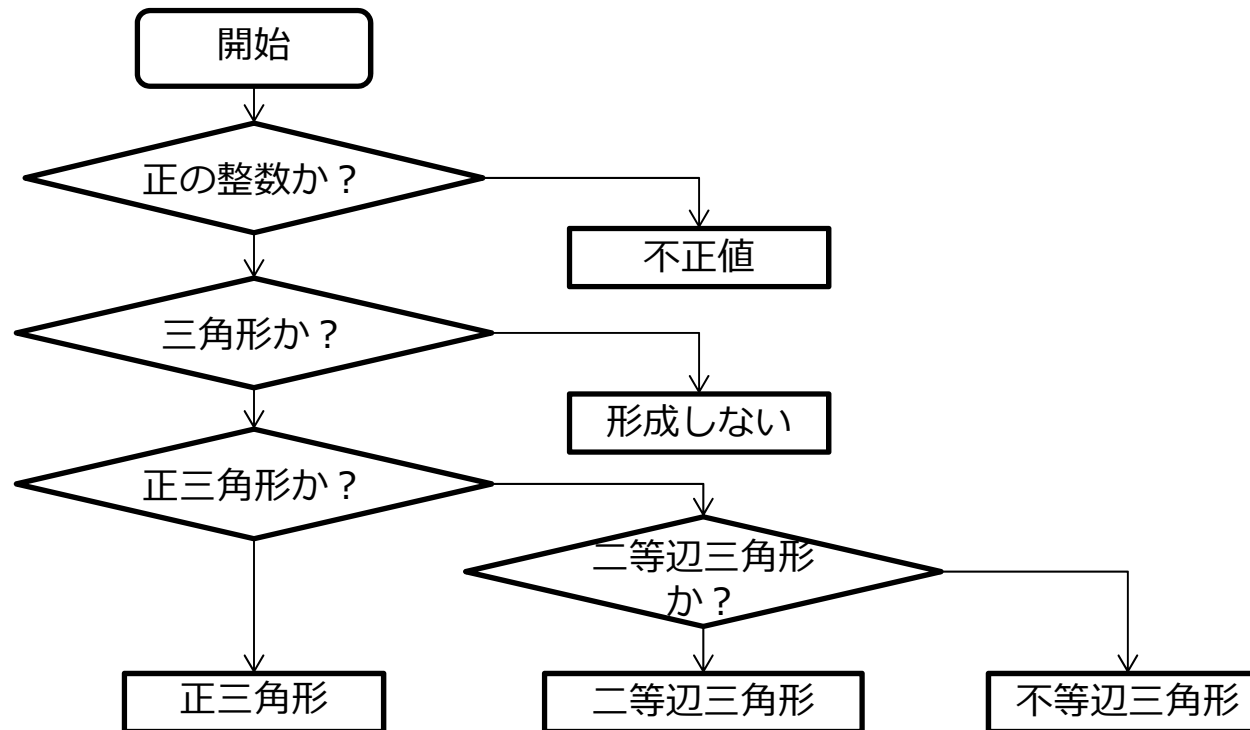 開始
正の整数か？
不正値
三角形か？
形成しない
正三角形か？
二等辺三角形
か？
正三角形
二等辺三角形
不等辺三角形